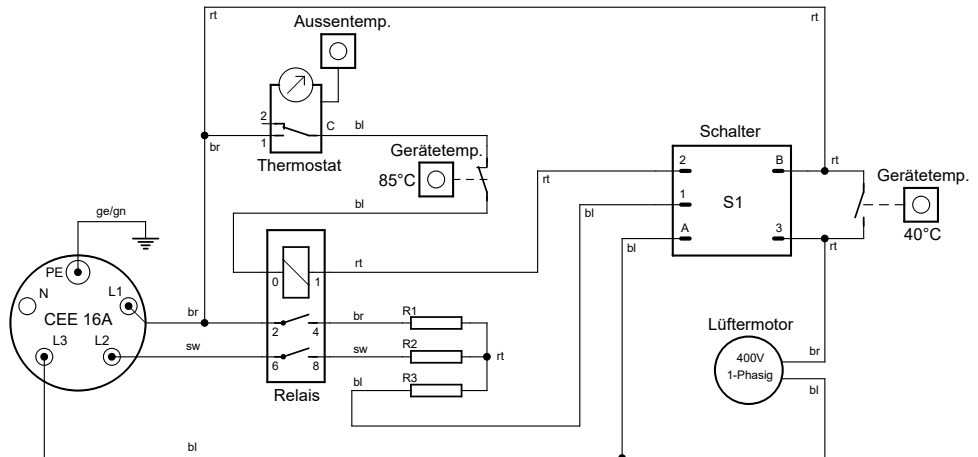 rt
rt
Aussentemp.
2
1
C
bl
br
Thermostat
Gerätetemp.
85°C
bl
Schalter
2
B
rt
1
S1
A
3
rt
bl
bl
rt
Gerätetemp.
40°C
ge/gn
PE
N
L1
CEE 16A
L3
L2
0
1
rt
br
2
4
br
R1
sw
6
8
sw
R2
rt
bl
R3
Relais
Lüftermotor
400V
1-Phasig
br
bl
bl